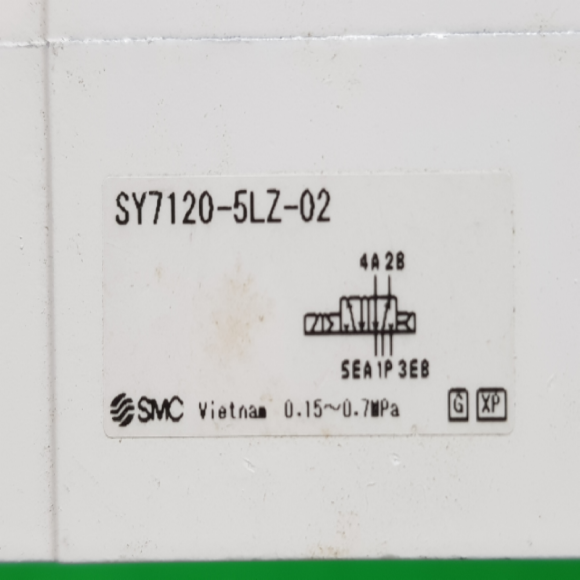 SY7120-5LZ-02
4A 2B
5EA 1P 3EB
SMC Vietnam 0.15~0.7MPa G XP